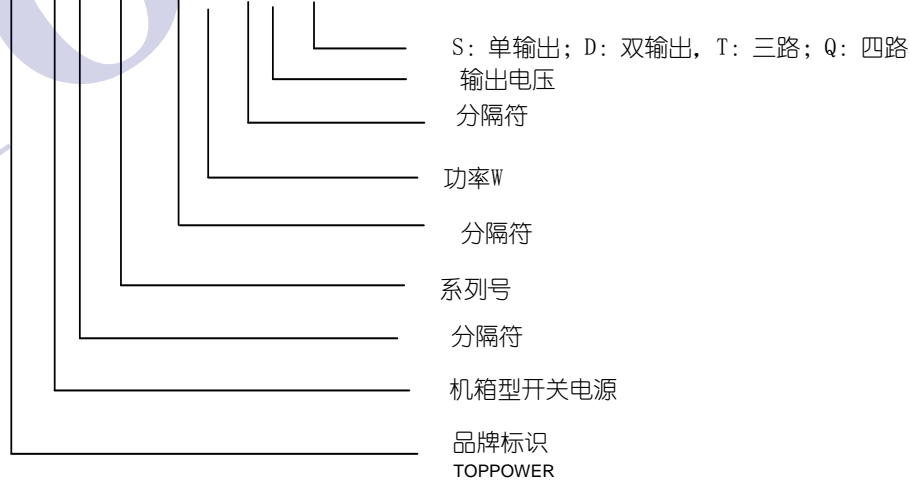 S: 单输出; D: 双输出, T: 三路; Q: 四路
输出电压
分隔符
功率W
分隔符
系列号
分隔符
机箱型开关电源
品牌标识
TOPPOWER